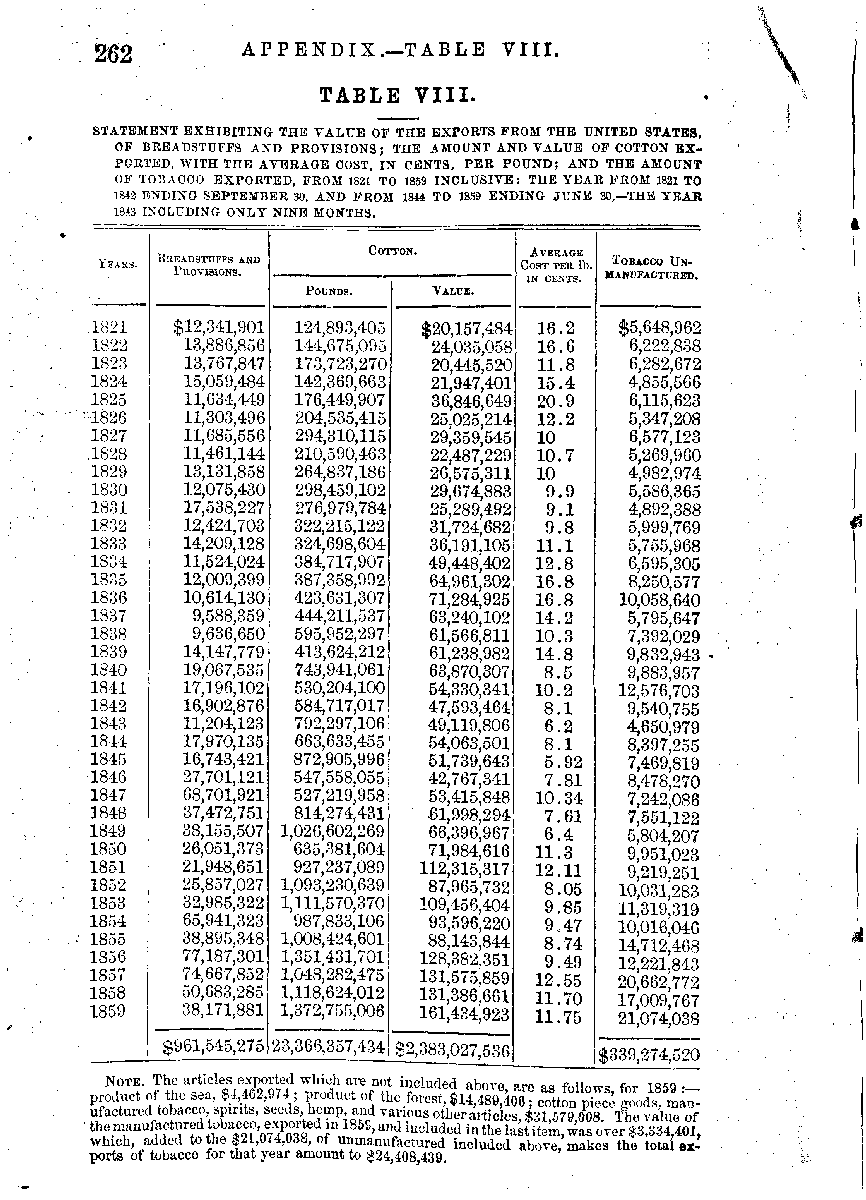 262 APPENDIX.—TABLE VIII.
TABLE VIII.
STATEMENT EXHIBITING THE VALUE OF THE EXPORTS FROM THE UNITED STATES,
OF BREADSTUFFS AND PROVISIONS; THE AMOUNT AND VALUE OF COTTON EX-
PORTED, WITH THE AVERAGE COST, IN CENTS, PER POUND; AND THE AMOUNT
OF TOBACCO EXPORTED, FROM 1821 TO 1859 INCLUSIVE: THE YEAR FROM 1821 TO
1842 ENDING SEPTEMBER 30, AND FROM 1844 TO 1859 ENDING JUNE 30,—THE YEAR
1843 INCLUDING ONLY NINE MONTHS.
YEARS. BREADSTUFFS AND PROVISIONS. COTTON. AVERAGE COST PER lb. IN CENTS. TOBACCO UN-MANUFACTURED.
POUNDS. VALUE.
1821 $12,341,901 124,893,405 $20,157,484 16.2 $5,648,962
1822 13,886,856 144,675,095 24,035,058 16.6 6,222,838
1823 13,767,847 173,723,270 20,445,520 11.8 6,282,672
1824 15,059,484 142,369,663 21,947,401 15.4 4,855,566
1825 11,634,449 176,449,907 36,846,649 20.9 6,115,623
1826 11,303,496 204,535,415 25,025,214 12.2 5,347,208
1827 11,685,556 294,310,115 29,359,545 10 6,577,123
1828 11,461,144 210,590,463 22,487,229 10.7 5,269,960
1829 13,131,858 264,837,186 26,575,311 10 4,982,974
1830 12,075,430 298,459,102 29,674,883 9.9 5,586,365
1831 17,538,227 276,979,784 25,289,492 9.1 4,892,388
1832 12,424,703 322,215,122 31,724,682 9.8 5,999,769
1833 14,209,128 324,698,604 36,191,105 11.1 5,755,968
1834 11,524,024 384,717,907 49,448,402 12.8 6,595,305
1835 12,009,399 387,358,992 64,961,302 16.8 8,250,577
1836 10,614,130 423,631,307 71,284,925 16.8 10,058,640
1837 9,588,359 444,211,537 63,240,102 14.2 5,795,647
1838 9,636,650 595,952,297 61,566,811 10.3 7,392,029
1839 14,147,779 413,624,212 61,238,982 14.8 9,832,943
1840 19,067,535 743,941,061 63,870,307 8.5 9,883,957
1841 17,196,102 530,204,100 54,330,341 10.2 12,576,703
1842 16,902,876 584,717,017 47,593,464 8.1 9,540,755
1843 11,204,123 792,297,106 49,119,806 6.2 4,650,979
1844 17,970,135 663,633,455 54,063,501 8.1 8,397,255
1845 16,743,421 872,905,996 51,739,643 5.92 7,469,819
1846 27,701,121 547,558,055 42,767,341 7.81 8,478,270
1847 68,701,921 527,219,958 53,415,848 10.34 7,242,086
1848 37,472,751 814,274,431 61,998,294 7.61 7,551,122
1849 38,155,507 1,026,602,269 66,396,967 6.4 5,804,207
1850 26,051,373 635,381,604 71,984,616 11.3 9,951,023
1851 21,948,651 927,237,089 112,315,317 12.11 9,219,251
1852 25,857,027 1,093,230,639 87,965,732 8.05 10,031,283
1853 32,985,322 1,111,570,370 109,456,404 9.85 11,319,319
1854 65,941,323 987,833,106 93,596,220 9.47 10,016,046
1855 38,895,348 1,008,424,601 88,143,844 8.74 14,712,468
1856 77,187,301 1,351,431,701 128,382,351 9.49 12,221,843
1857 74,667,852 1,048,282,475 131,575,859 12.55 20,662,772
1858 50,683,285 1,118,624,012 131,386,661 11.70 17,009,767
1859 38,171,881 1,372,755,006 161,434,923 11.75 21,074,038
$961,545,275 23,366,357,434 $2,383,027,536 $339,274,520
NOTE. The articles exported which are not included above, are as follows, for 1859:—
product of the sea, $4,462,974; product of the forest, $14,489,406; cotton piece goods, man-
ufactured tobacco, spirits, seeds, hemp, and various other articles, $31,579,608. The value of
the manufactured tobacco, exported in 1859, and included in the last item, was over $3,334,401,
which, added to the $21,074,038, of unmanufactured included above, makes the total ex-
ports of tobacco for that year amount to $24,408,439.